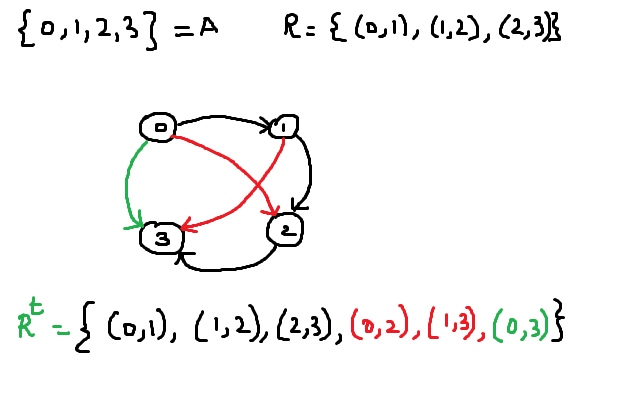 {0,1,2,3} = A R = {(0,1), (1,2), (2,3)}
0 1
3 2
R^t = {(0,1), (1,2), (2,3), (0,2), (1,3), (0,3)}